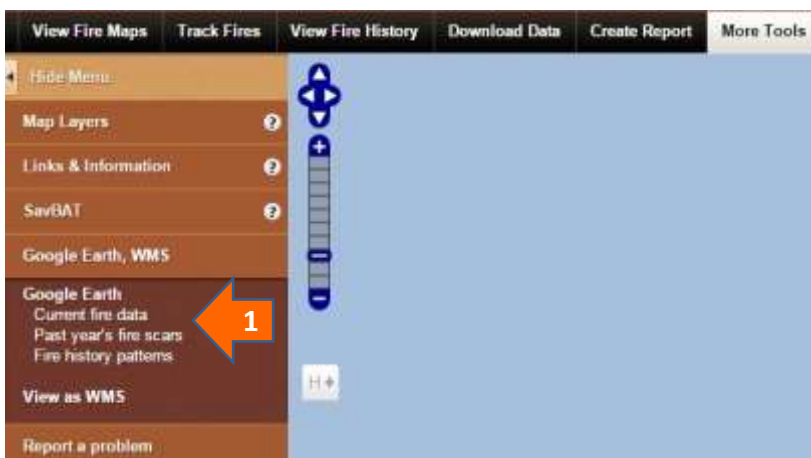 View Fire Maps Track Fires View Fire History Download Data Create Report More Tools
Hide Menu
Map Layers ?
Links & Information ?
SavBAT ?
Google Earth, WMS
Google Earth
Current fire data
Past year's fire scars
Fire history patterns
1
View as WMS
H
Report a problem